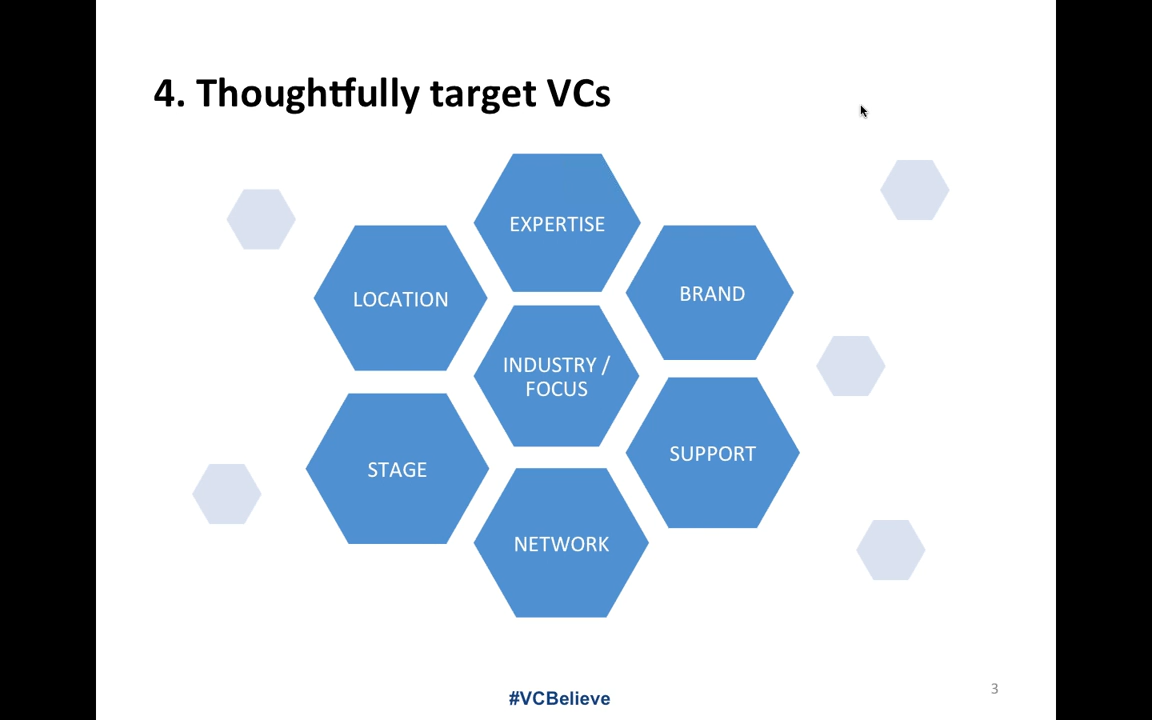 4. Thoughtfully target VCs
EXPERTISE
LOCATION
BRAND
INDUSTRY /
FOCUS
STAGE
SUPPORT
NETWORK
#VCBelieve
3